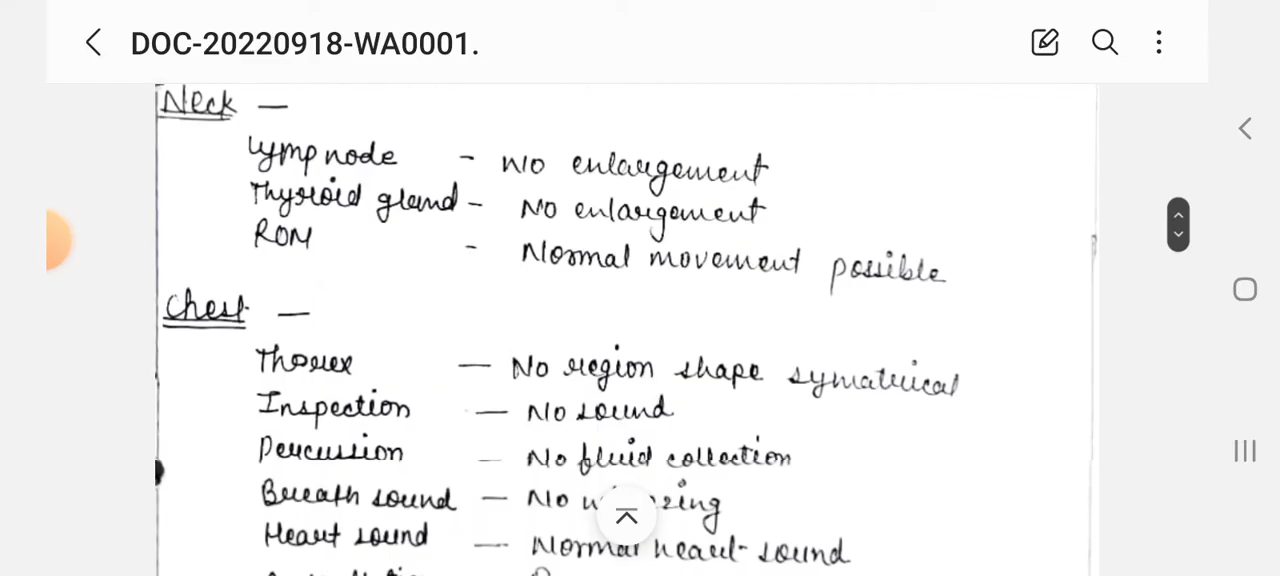 DOC-20220918-WA0001.
Neck —
Lymp node - No enlargement
Thyroid gland - No enlargement
ROM - Normal movement possible
Chest —
Thorex — No region shape symatrical
Inspection — No sound
Percussion — No fluid collection
Breath sound — No
Heart sound — Normal heart sound